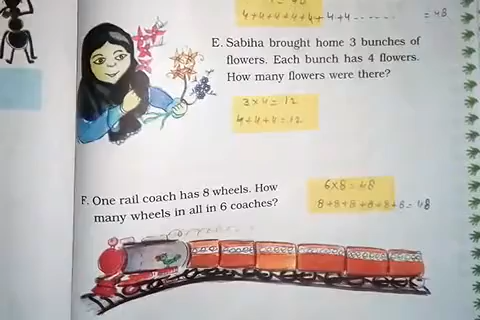 4+4+4+4+4+4+4...... = 48
E. Sabiha brought home 3 bunches of
flowers. Each bunch has 4 flowers.
How many flowers were there?
3×4=12
4+4+4=12
F. One rail coach has 8 wheels. How
many wheels in all in 6 coaches?
6×8=48
8+8+8+8+8+8=48